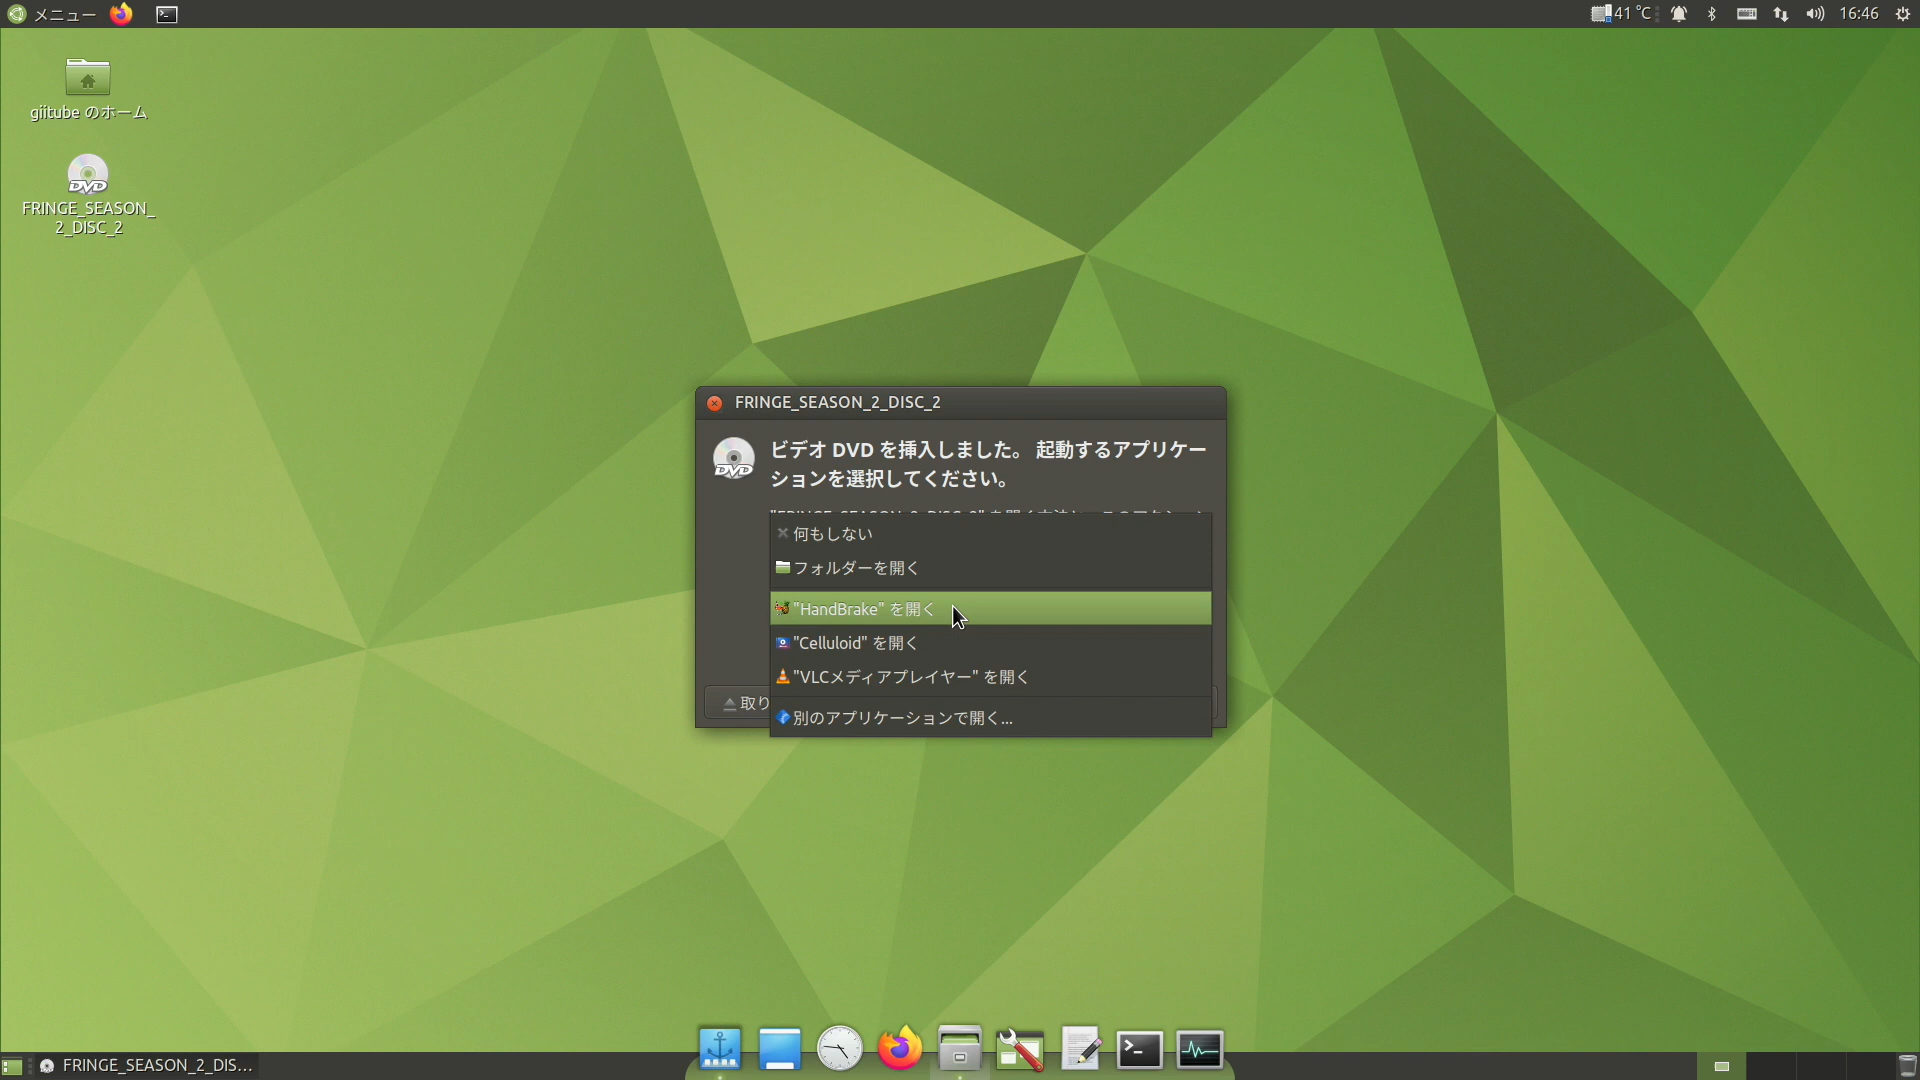 メニュー
41 °C
16:46
giitube のホーム
FRINGE_SEASON_
2_DISC_2
FRINGE_SEASON_2_DISC_2
ビデオ DVD を挿入しました。 起動するアプリケー
ションを選択してください。
何もしない
フォルダーを開く
"HandBrake" を開く
"Celluloid" を開く
"VLCメディアプレイヤー" を開く
取り
別のアプリケーションで開く...
FRINGE_SEASON_2_DIS...